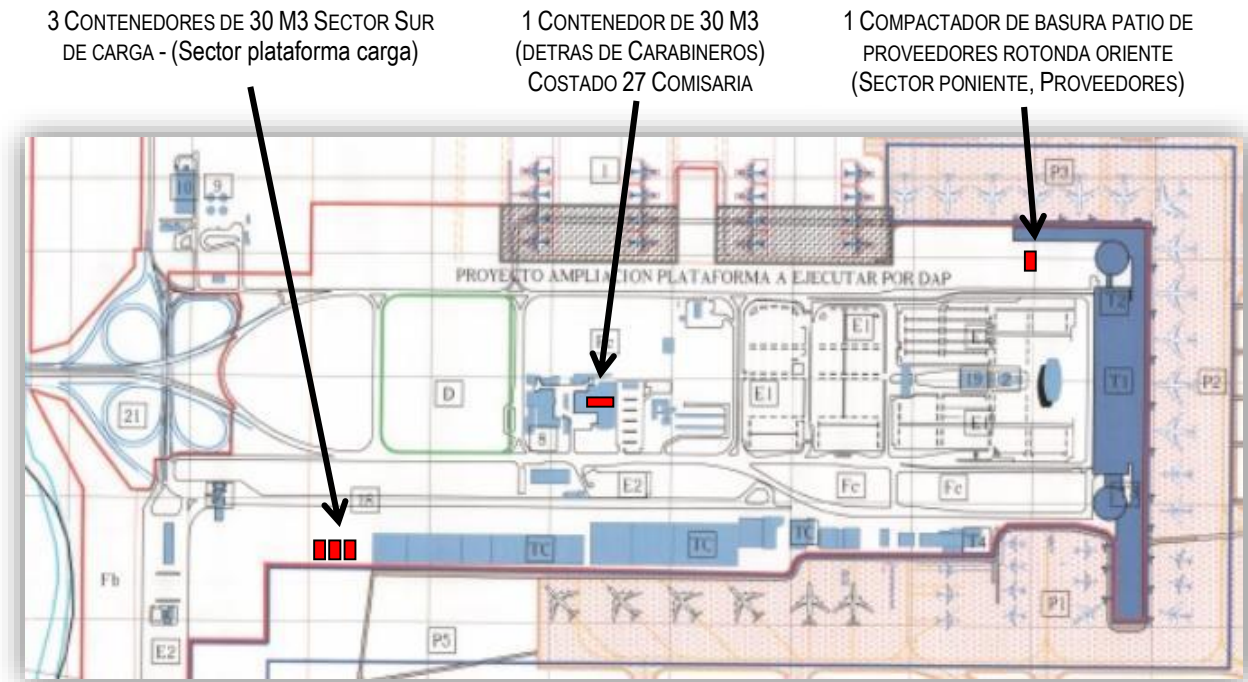 3 CONTENEDORES DE 30 M3 SECTOR SUR
DE CARGA - (Sector plataforma carga)
1 CONTENEDOR DE 30 M3
(DETRAS DE CARABINEROS)
COSTADO 27 COMISARIA
1 COMPACTADOR DE BASURA PATIO DE
PROVEEDORES ROTONDA ORIENTE
(SECTOR PONIENTE, PROVEEDORES)
10
9
1
P3
PROYECTO AMPLIACION PLATAFORMA A EJECUTAR POR DAP
T2
E1
D
19
2
T1
P2
21
E1
8
E2
Fc
Fc
18
TC
TC
TC
T4
Fb
P1
P5
E2